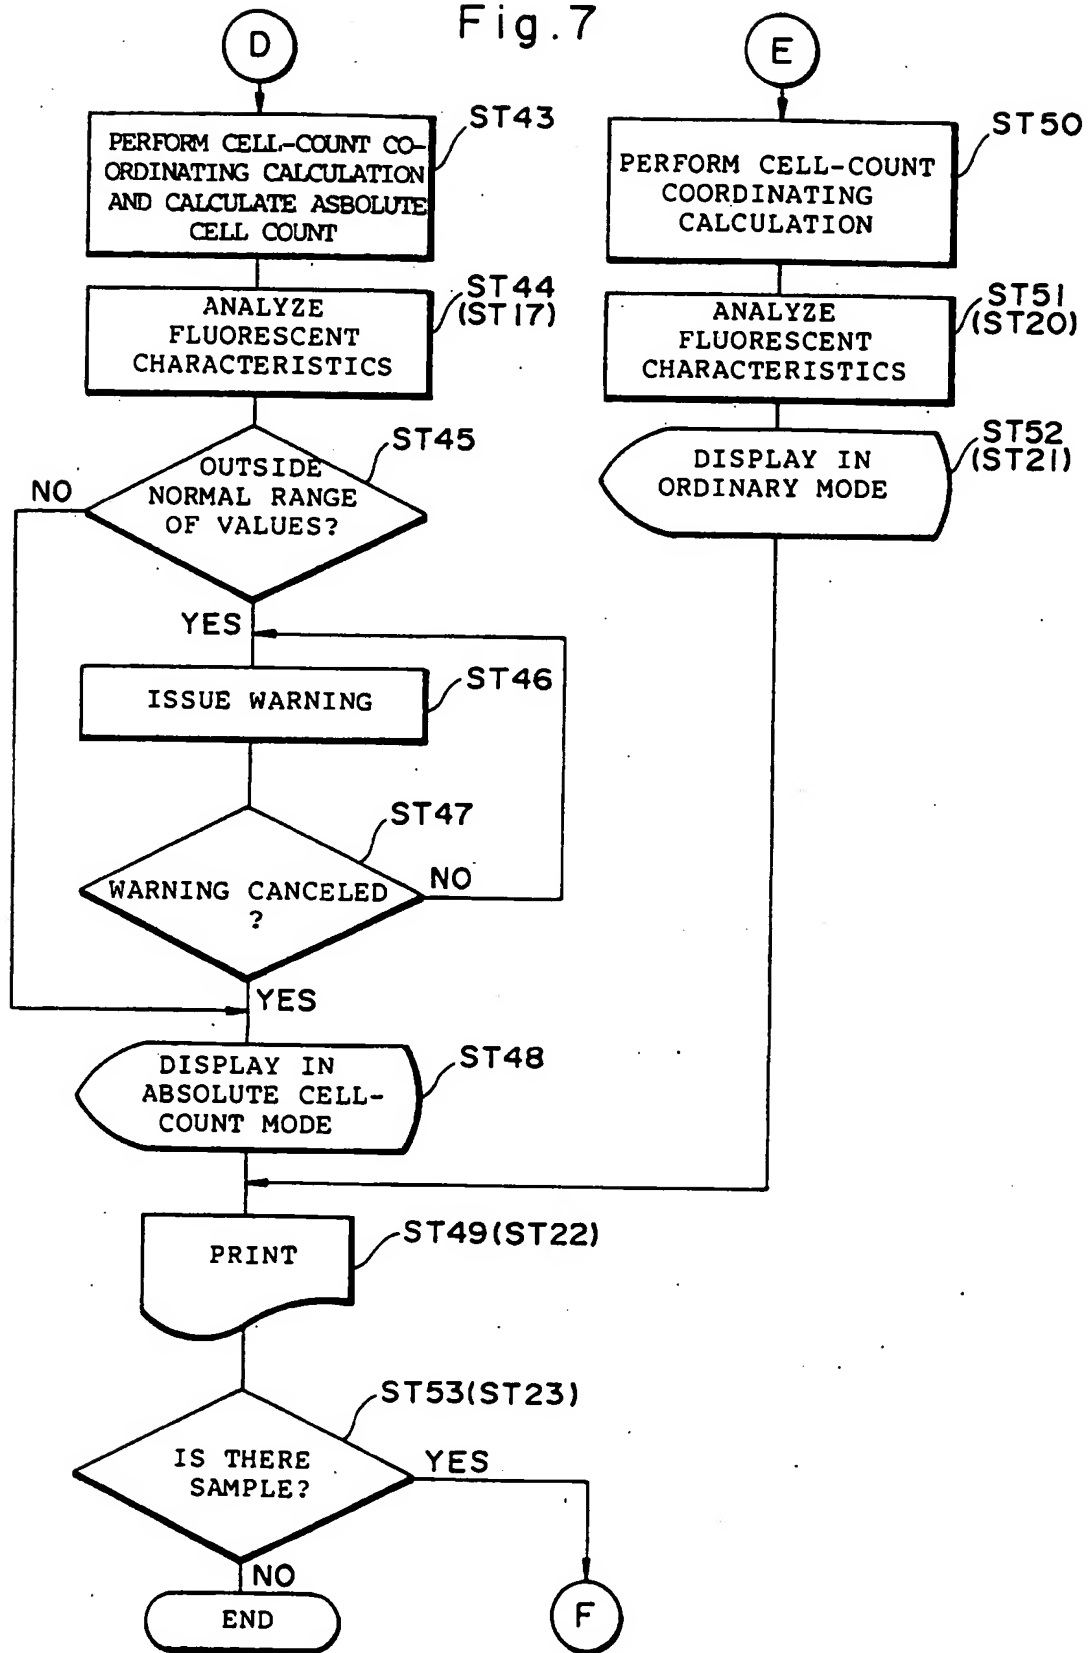 Fig.7
D
PERFORM CELL-COUNT CO-
ORDINATING CALCULATION
AND CALCULATE ASBOLUTE
CELL COUNT
ST43
ANALYZE
FLUORESCENT
CHARACTERISTICS
ST44
(ST17)
OUTSIDE
NORMAL RANGE
OF VALUES?
ST45
NO
YES
ISSUE WARNING
ST46
WARNING CANCELED
?
ST47
NO
YES
DISPLAY IN
ABSOLUTE CELL-
COUNT MODE
ST48
E
PERFORM CELL-COUNT
COORDINATING
CALCULATION
ST50
ANALYZE
FLUORESCENT
CHARACTERISTICS
ST51
(ST20)
DISPLAY IN
ORDINARY MODE
ST52
(ST21)
PRINT
ST49(ST22)
IS THERE
SAMPLE?
ST53(ST23)
YES
NO
END
F